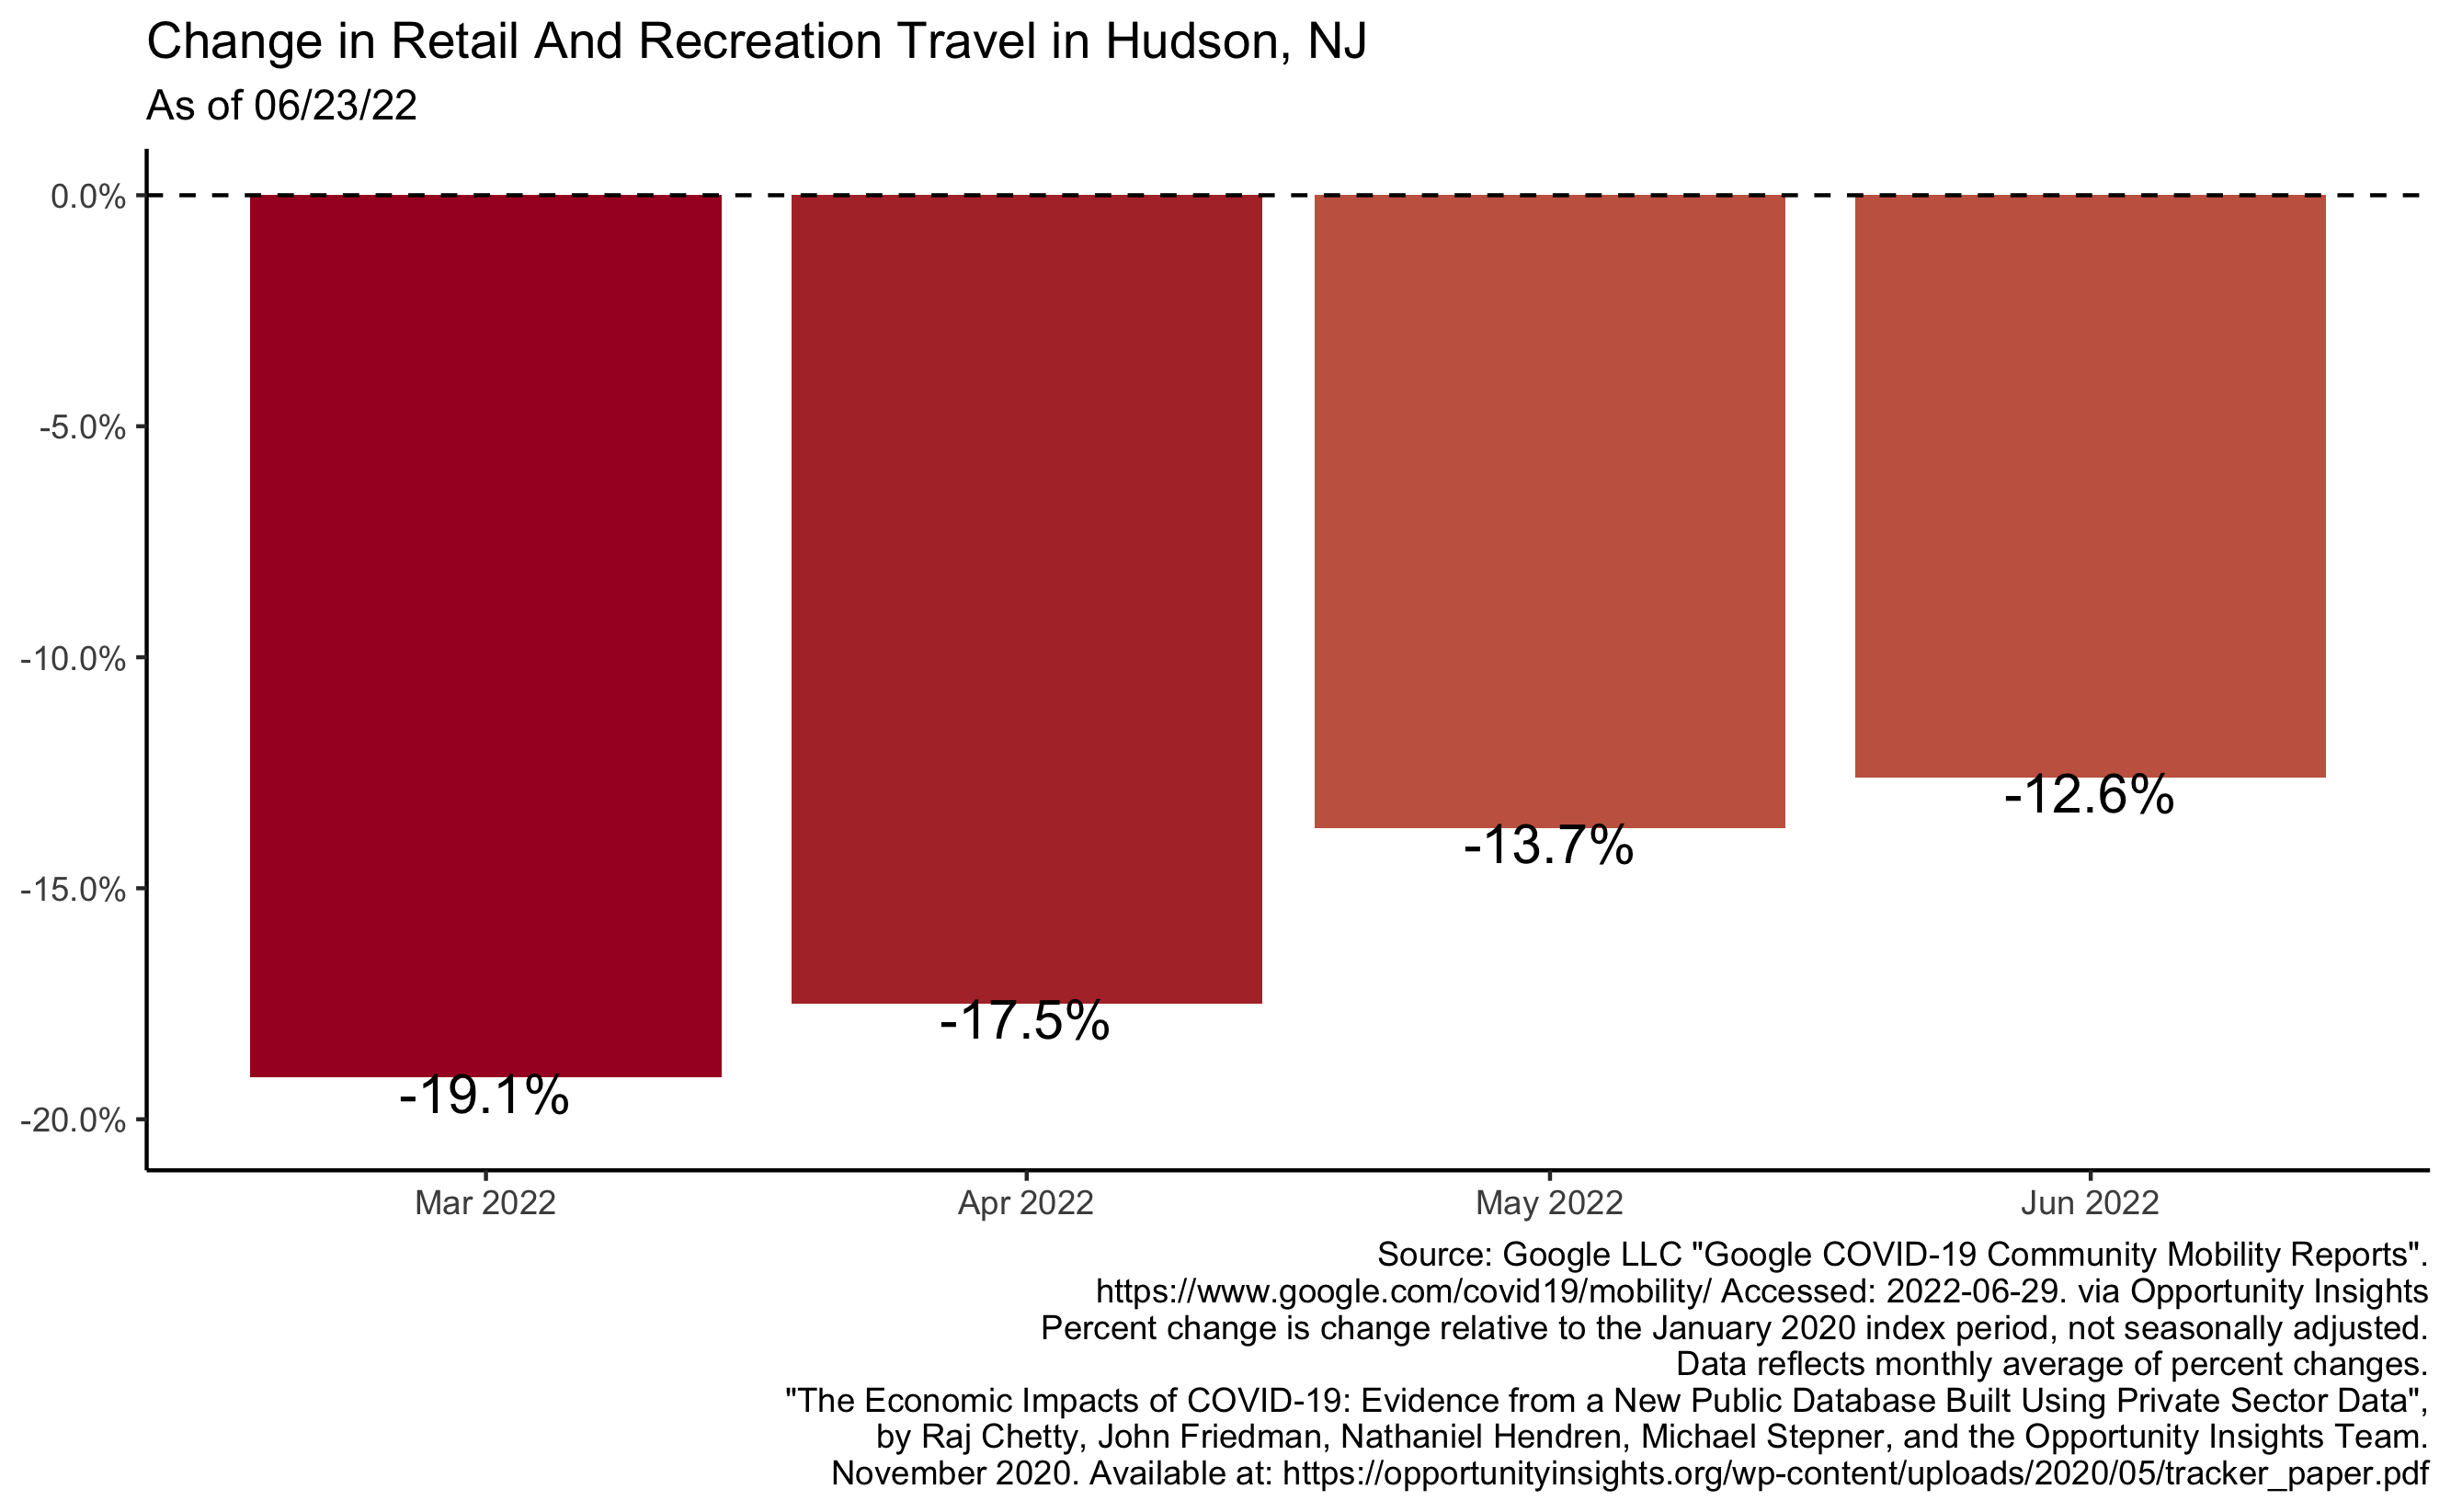 Change in Retail And Recreation Travel in Hudson, NJ
As of 06/23/22
0.0%
-5.0%
-10.0%
-15.0%
-20.0%
-19.1%
-17.5%
-13.7%
-12.6%
Mar 2022
Apr 2022
May 2022
Jun 2022
Source: Google LLC "Google COVID-19 Community Mobility Reports".
https://www.google.com/covid19/mobility/ Accessed: 2022-06-29. via Opportunity Insights
Percent change is change relative to the January 2020 index period, not seasonally adjusted.
Data reflects monthly average of percent changes.
"The Economic Impacts of COVID-19: Evidence from a New Public Database Built Using Private Sector Data",
by Raj Chetty, John Friedman, Nathaniel Hendren, Michael Stepner, and the Opportunity Insights Team.
November 2020. Available at: https://opportunityinsights.org/wp-content/uploads/2020/05/tracker_paper.pdf